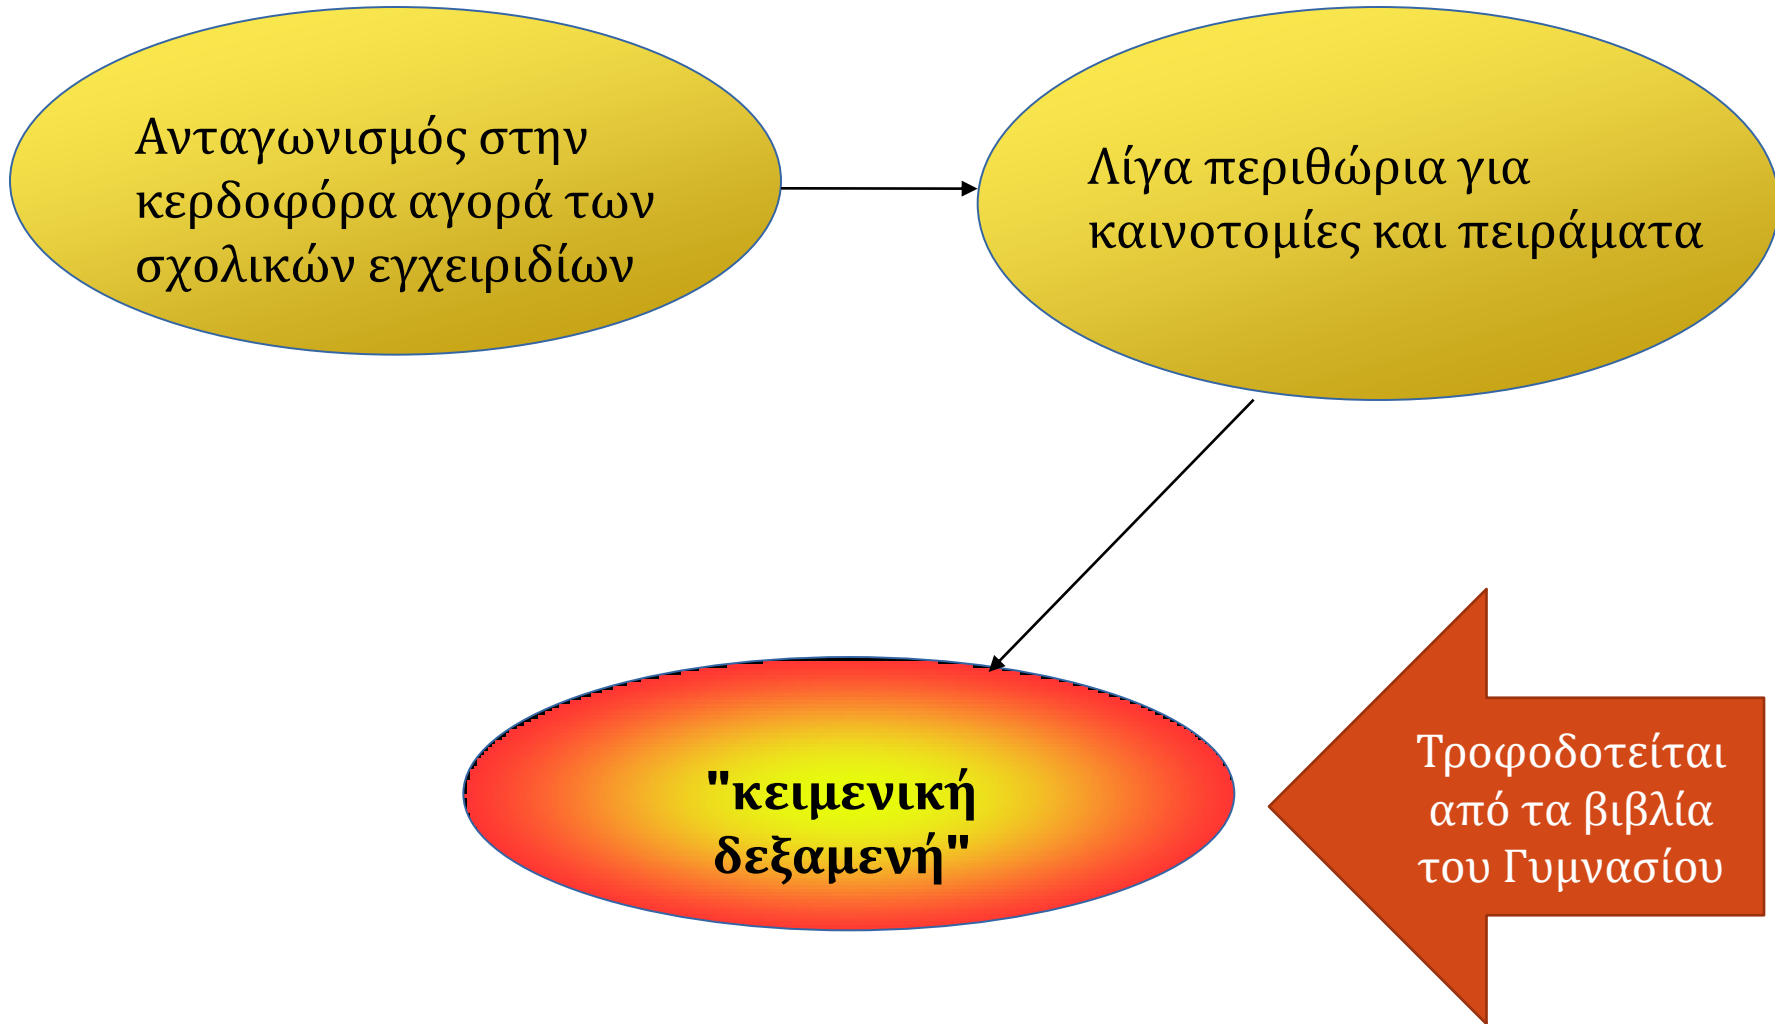 Ανταγωνισμός στην
κερδοφόρα αγορά των
σχολικών εγχειριδίων
Λίγα περιθώρια για
καινοτομίες και πειράματα
"κειμενική
δεξαμενή"
Τροφοδοτείται
από τα βιβλία
του Γυμνασίου